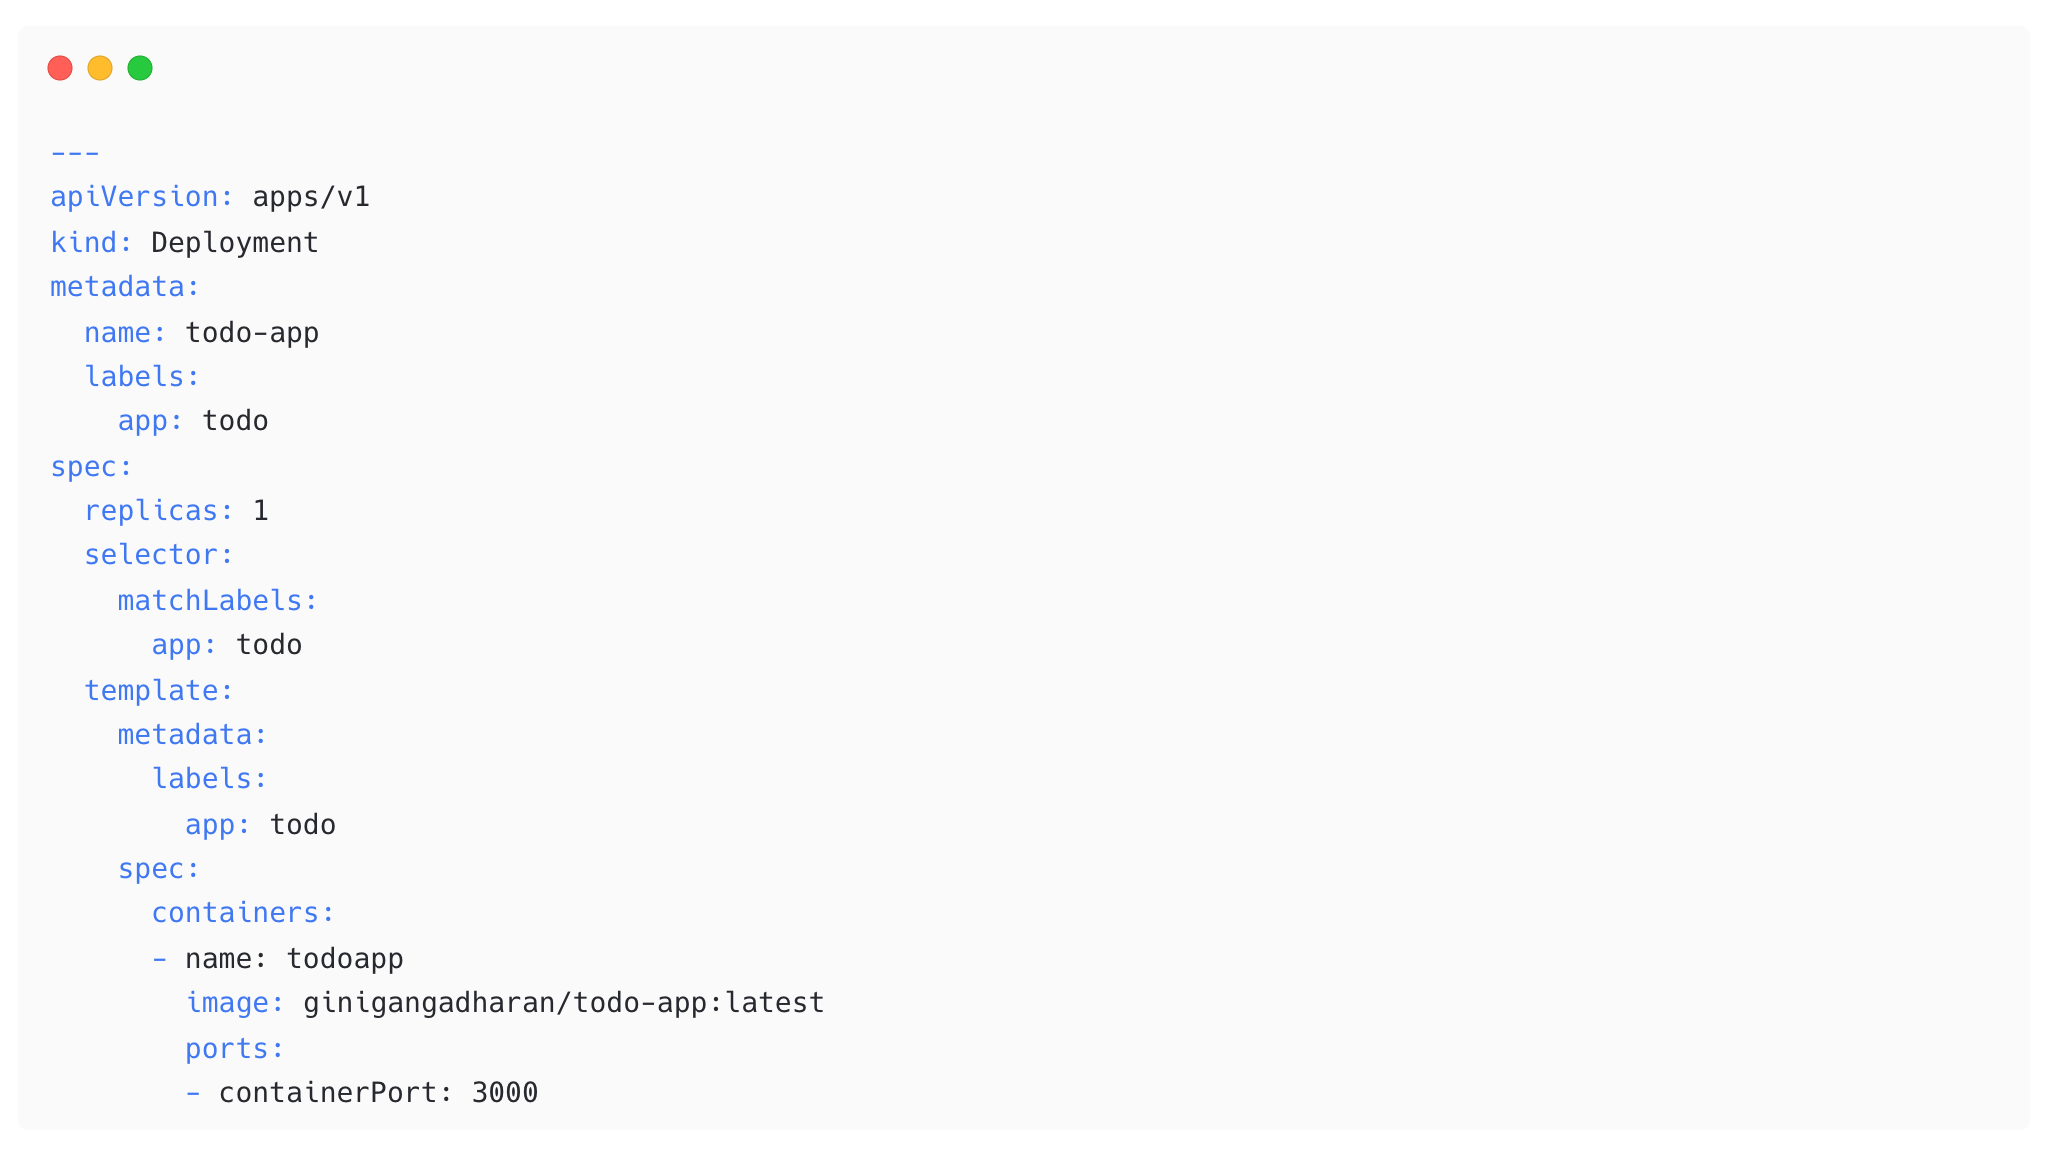 ---
apiVersion: apps/v1
kind: Deployment
metadata:
  name: todo-app
  labels:
    app: todo
spec:
  replicas: 1
  selector:
    matchLabels:
      app: todo
  template:
    metadata:
      labels:
        app: todo
    spec:
      containers:
      - name: todoapp
        image: ginigangadharan/todo-app:latest
        ports:
        - containerPort: 3000